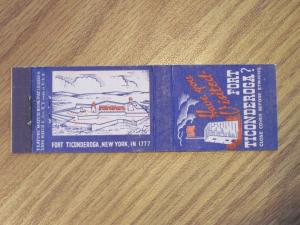 Have you
Visited
FORT
TICONDEROGA?
CLOSE COVER BEFORE STRIKING
FORT TICONDEROGA, NEW YORK, IN 1777